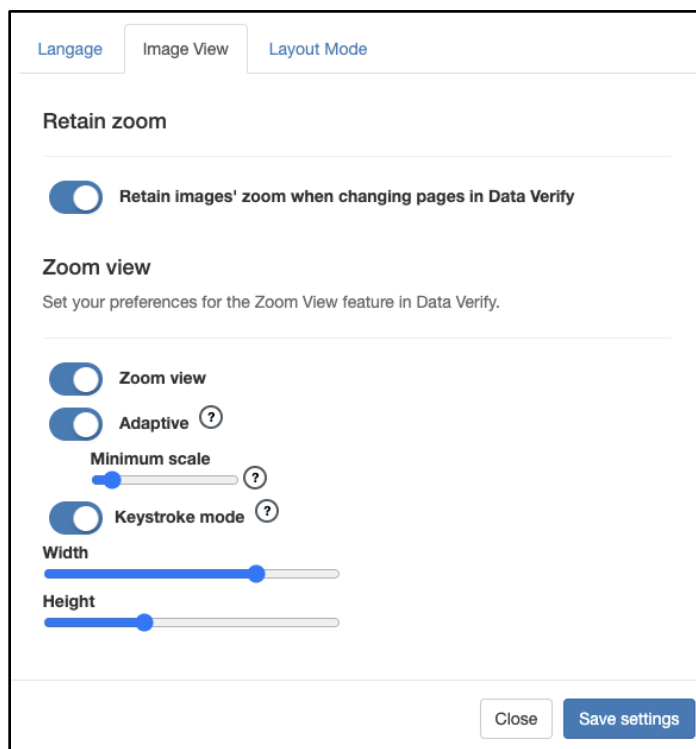 Langage Image View Layout Mode
Retain zoom
Retain images' zoom when changing pages in Data Verify
Zoom view
Set your preferences for the Zoom View feature in Data Verify.
Zoom view
Adaptive ?
Minimum scale
?
Keystroke mode ?
Width
Height
Close Save settings